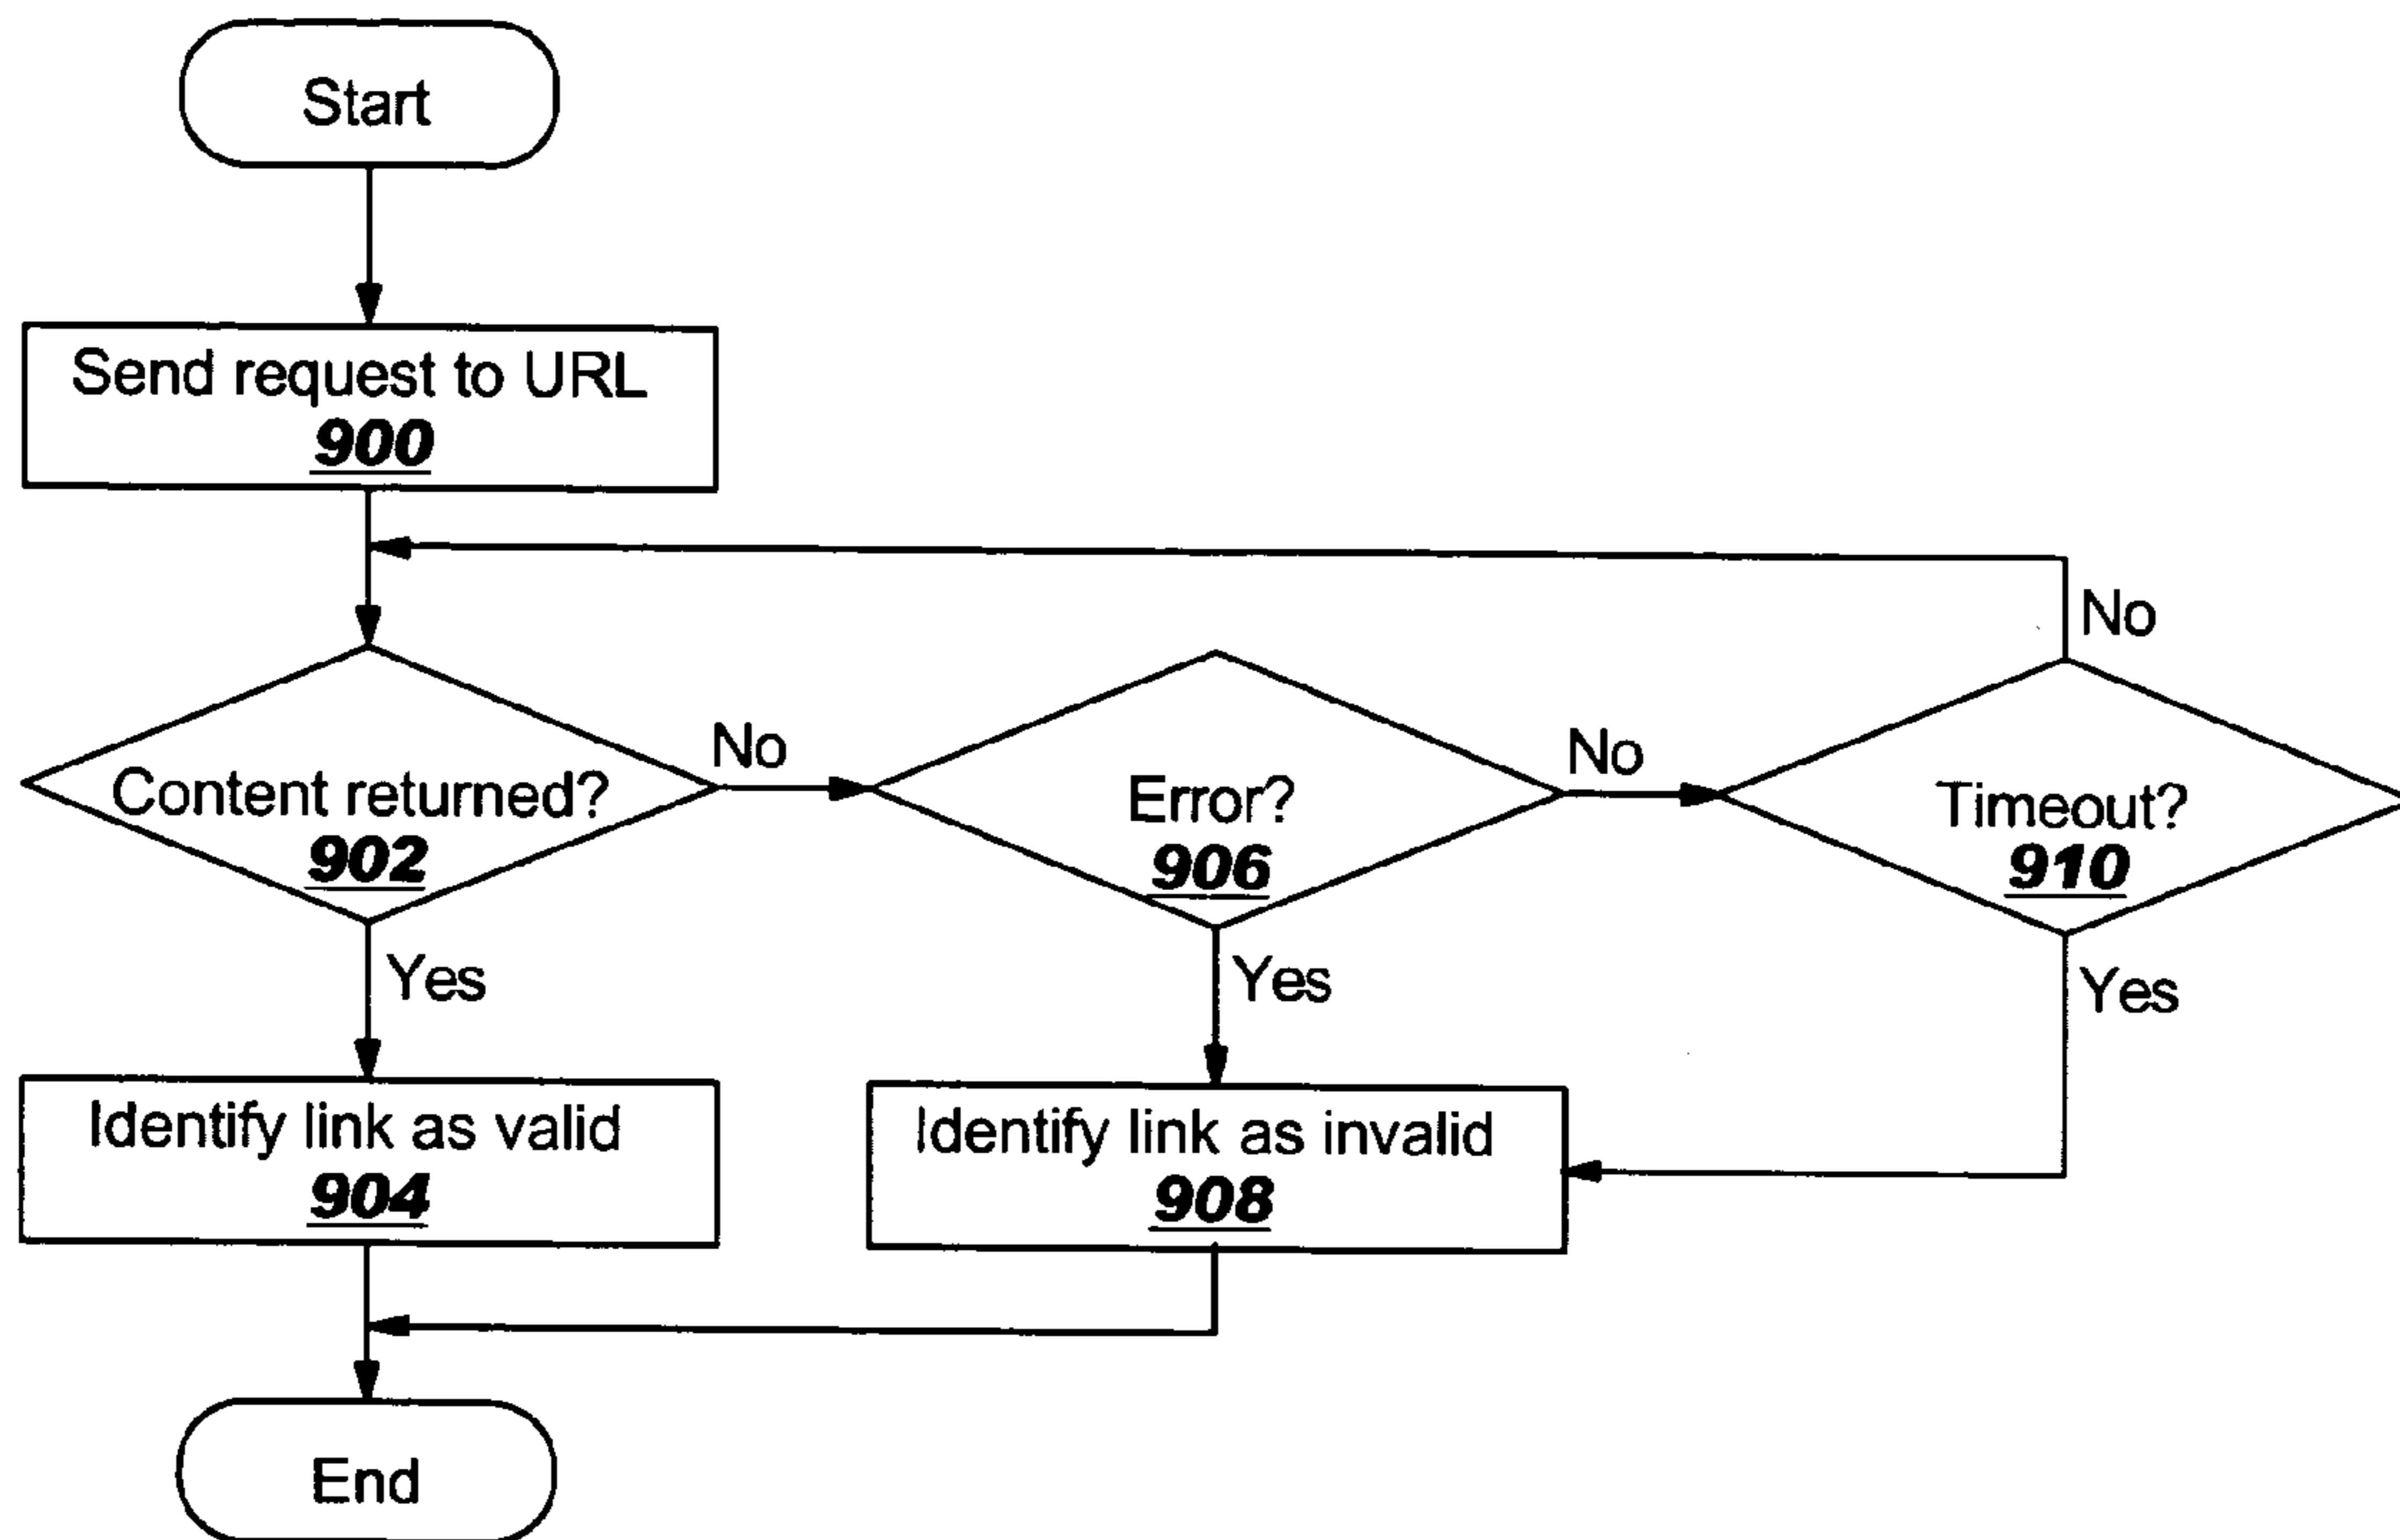 Start
Send request to URL
900
No
Content returned?
902
No
Error?
906
No
Timeout?
910
Yes
Yes
Yes
Identify link as valid
904
Identify link as invalid
908
End